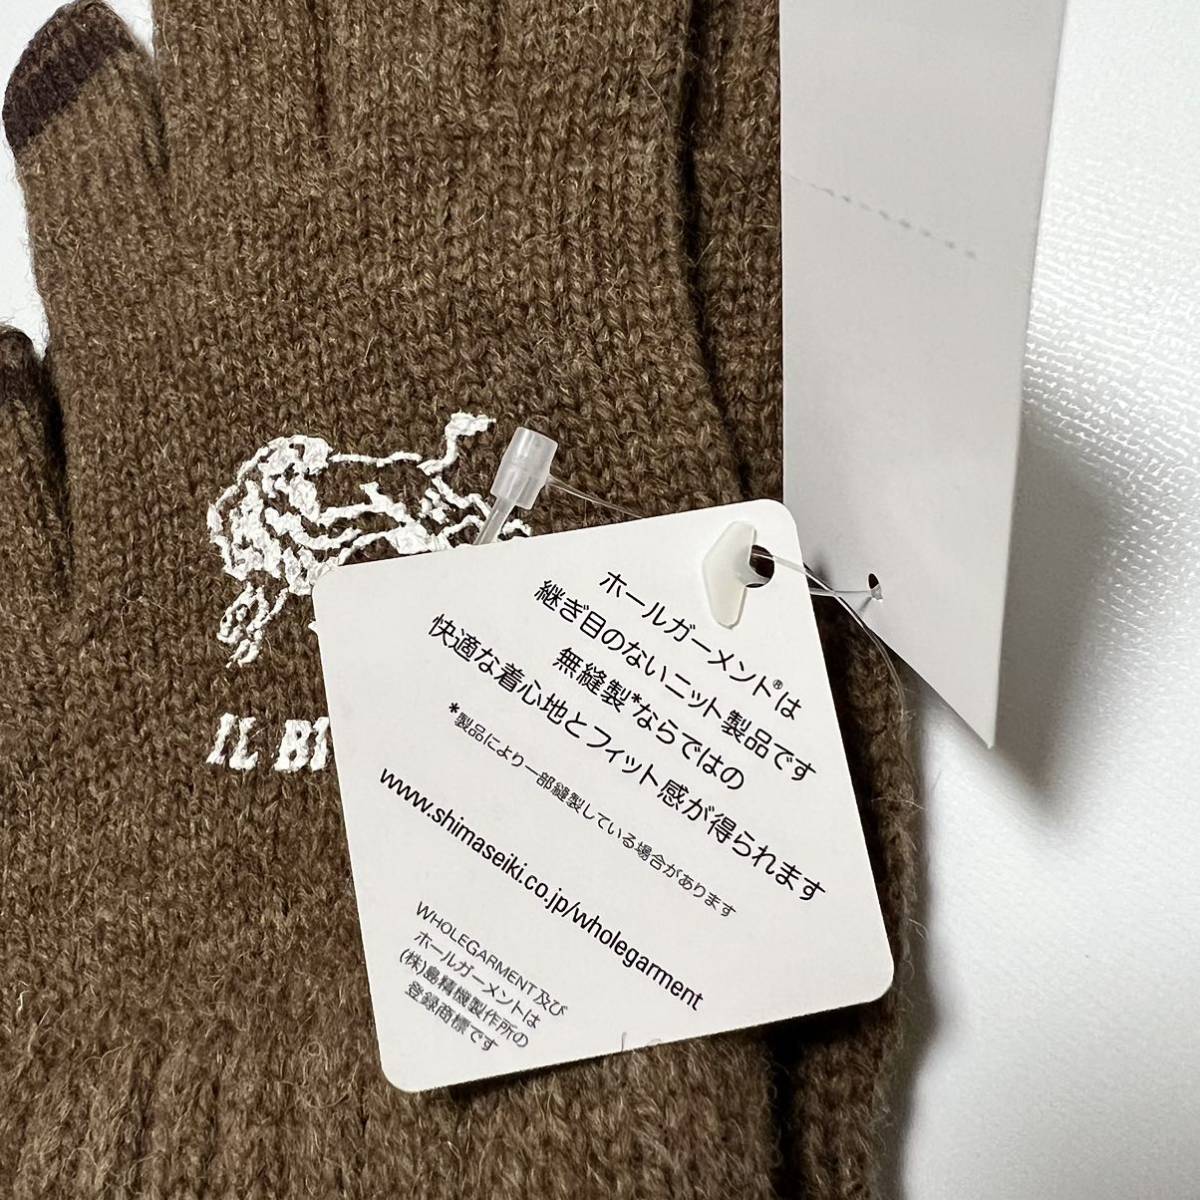 IL BI
ホールガーメント®は
継ぎ目のないニット製品です
無縫製*ならではの
快適な着心地とフィット感が得られます
*製品により一部縫製している場合があります
www.shimaseiki.co.jp/wholegarment
WHOLEGARMENT及び
ホールガーメントは
(株)島精機製作所の
登録商標です